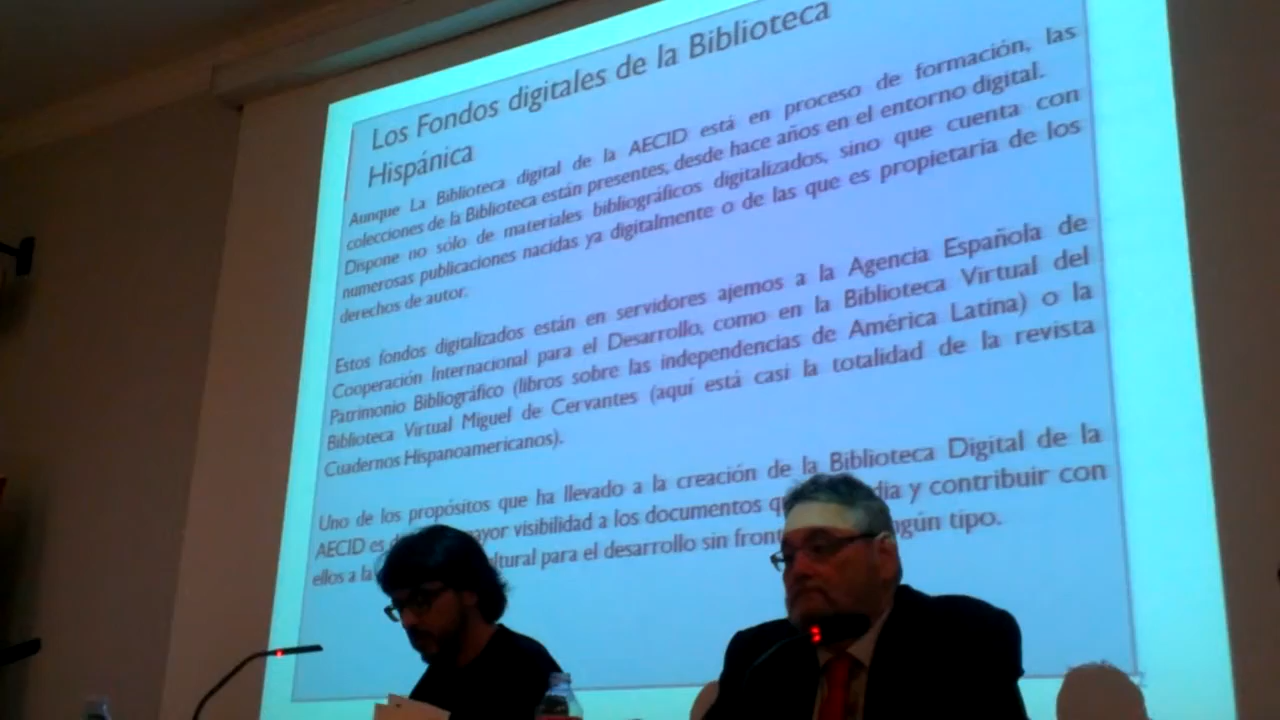 Los Fondos digitales de la Biblioteca
Hispánica
Aunque La Biblioteca digital de la AECID está en proceso de formación, las
colecciones de la Biblioteca están presentes, desde hace años en el entorno digital.
Dispone no sólo de materiales bibliográficos digitalizados, sino que cuenta con
numerosas publicaciones nacidas ya digitalmente o de las que es propietaria de los
derechos de autor.
Estos fondos digitalizados están en servidores ajemos a la Agencia Española de
Cooperación Internacional para el Desarrollo, como en la Biblioteca Virtual del
Patrimonio Bibliográfico (libros sobre las independencias de América Latina) o la
Biblioteca Virtual Miguel de Cervantes (aquí está casi la totalidad de la revista
Cuadernos Hispanoamericanos).
Uno de los propósitos que ha llevado a la creación de la Biblioteca Digital de la
AECID es visibilidad a los documentos y contribuir con
ellos a la para el desarrollo sin tipo.